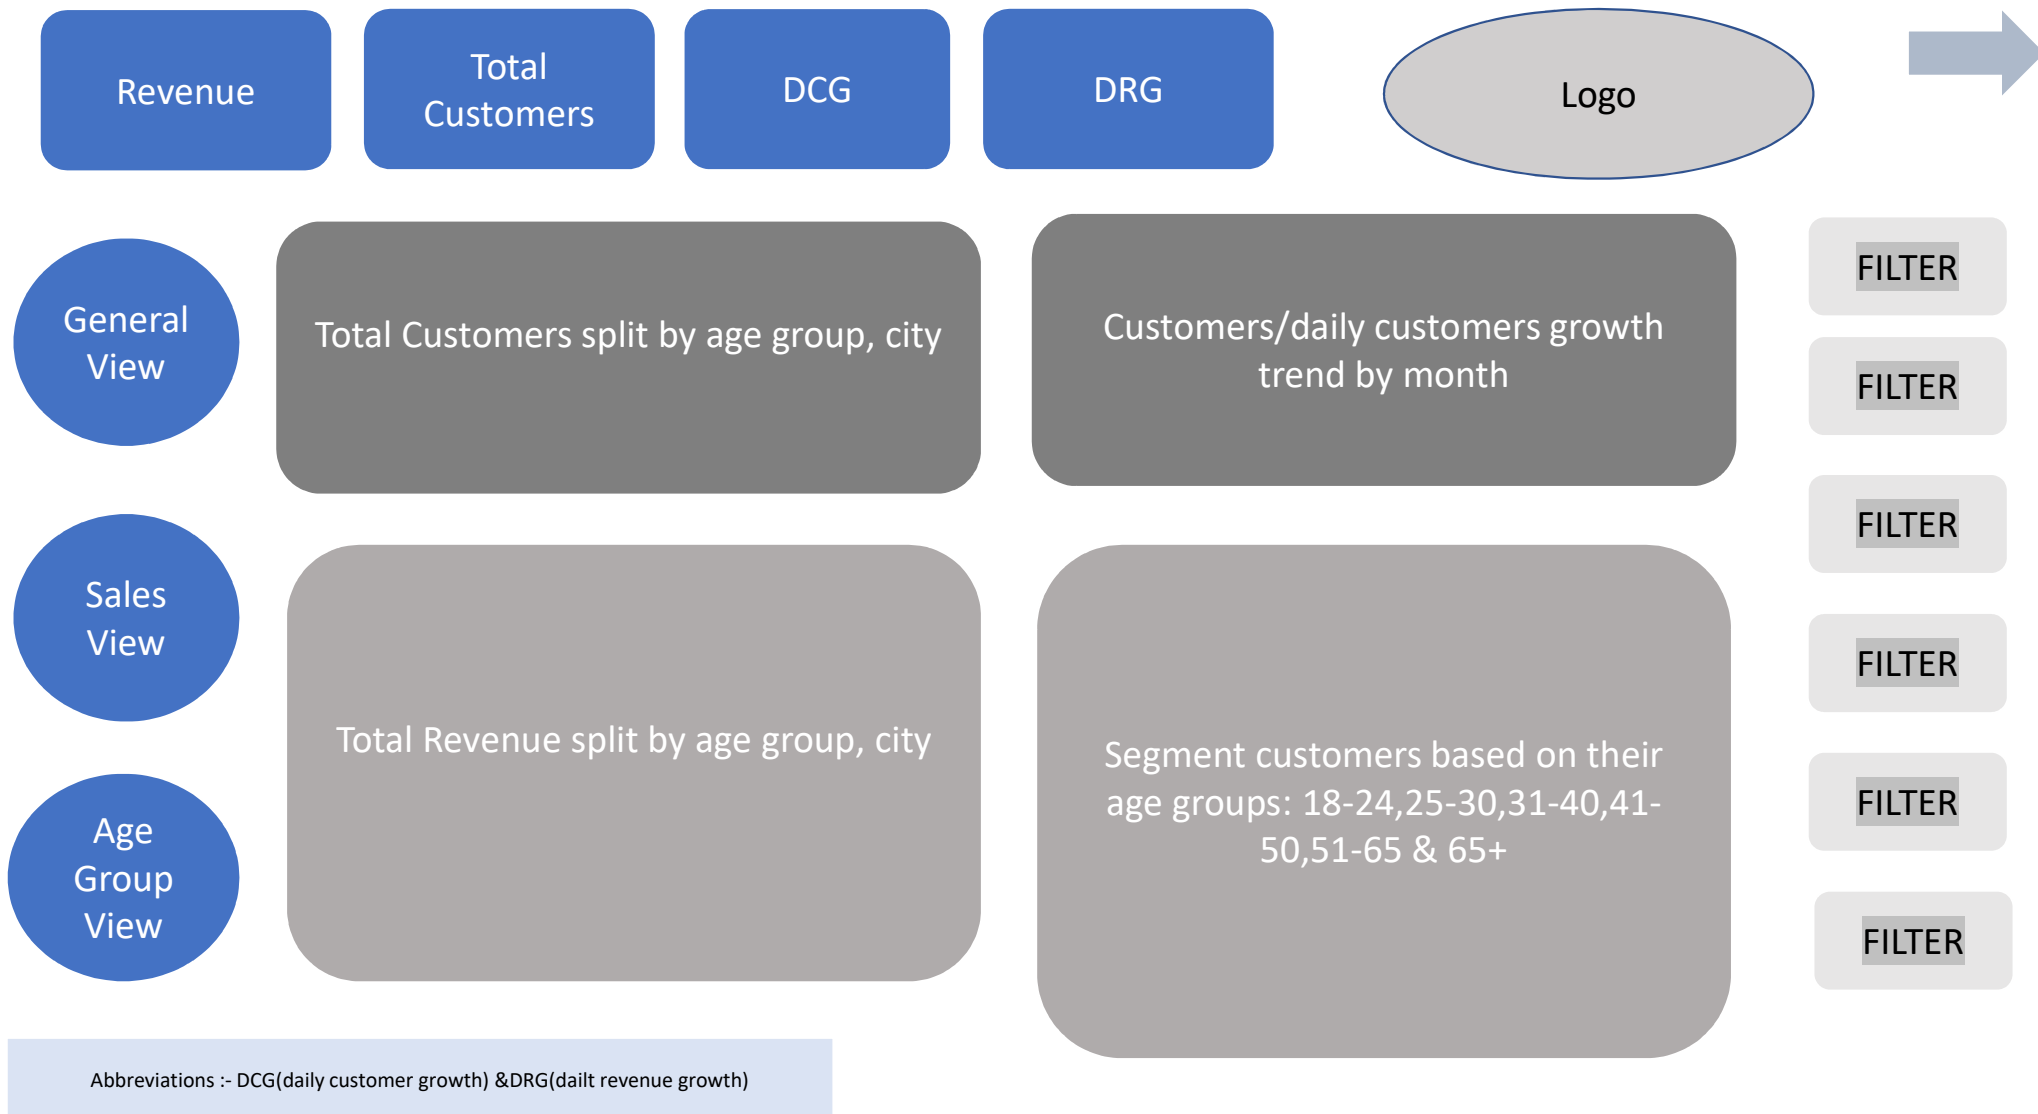 Revenue
Total
Customers
DCG
DRG
Logo
General
View
Total Customers split by age group, city
Customers/daily customers growth
trend by month
FILTER
FILTER
FILTER
Sales
View
Total Revenue split by age group, city
Segment customers based on their
age groups: 18-24,25-30,31-40,41-
50,51-65 & 65+
FILTER
FILTER
Age
Group
View
FILTER
Abbreviations :- DCG(daily customer growth) &DRG(dailt revenue growth)